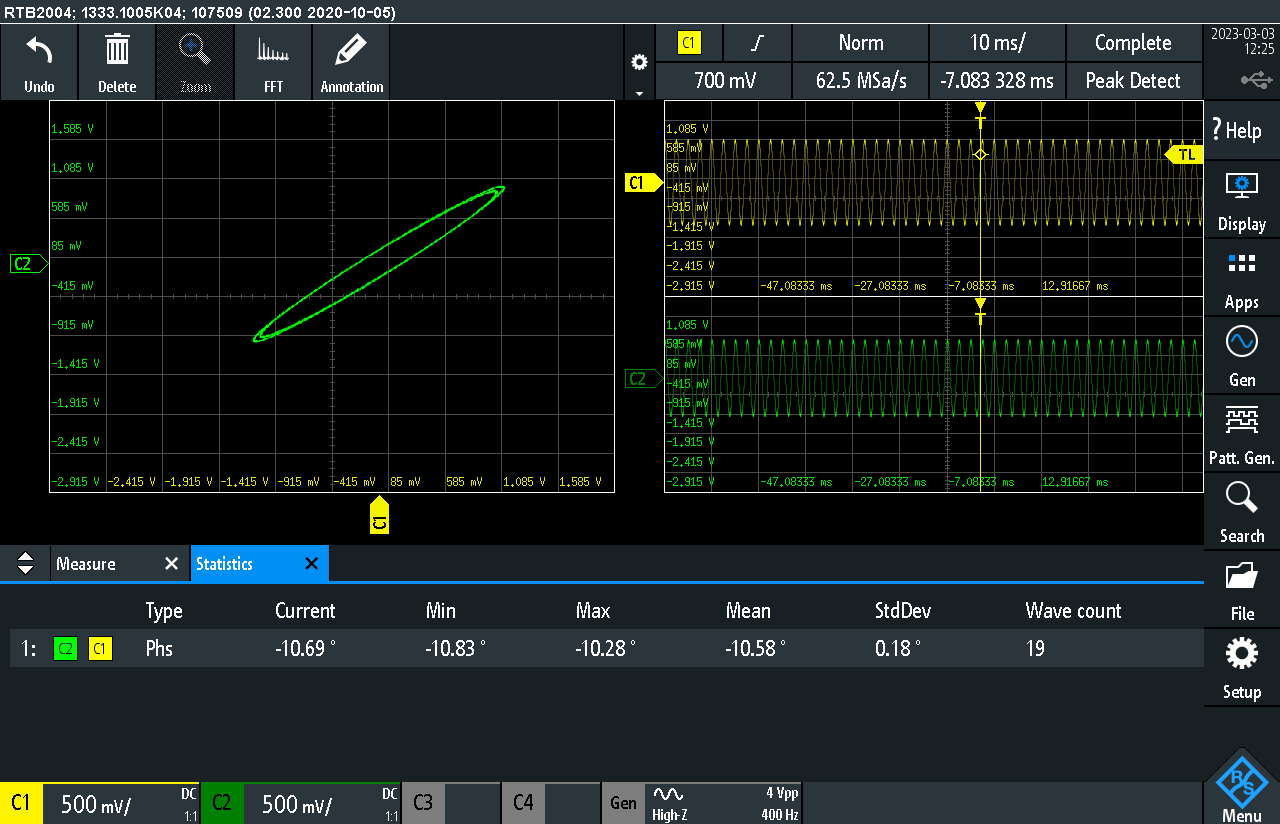 RTB2004; 1333.1005K04; 107509 (02.300 2020-10-05)
Undo
Delete
Zoom
FFT
Annotation
C1
Norm
10 ms/
Complete
700 mV
62.5 MSa/s
-7.083 328 ms
Peak Detect
2023-03-03
12:25
? Help
Display
Apps
Gen
Patt. Gen.
Search
File
Setup
Menu
1.585 V
1.085 V
585 mV
85 mV
-415 mV
-915 mV
-1.415 V
-1.915 V
-2.415 V
-2.915 V
-2.415 V
-1.915 V
-1.415 V
-915 mV
-415 mV
85 mV
585 mV
1.085 V
1.585 V
C2
C1
C1
T
TL
1.085 V
585 mV
85 mV
-415 mV
-915 mV
-1.415 V
-1.915 V
-2.415 V
-2.915 V
-47.08333 ms
-27.08333 ms
-7.08333 ms
12.91667 ms
C2
T
1.085 V
585 mV
85 mV
-415 mV
-915 mV
-1.415 V
-1.915 V
-2.415 V
-2.915 V
-47.08333 ms
-27.08333 ms
-7.08333 ms
12.91667 ms
Measure
Statistics
Type Current Min Max Mean StdDev Wave count
1: C2 C1 Phs -10.69 ° -10.83 ° -10.28 ° -10.58 ° 0.18 ° 19
C1 500 mV/ DC 1:1
C2 500 mV/ DC 1:1
C3
C4
Gen High-Z 4 Vpp 400 Hz
R&S